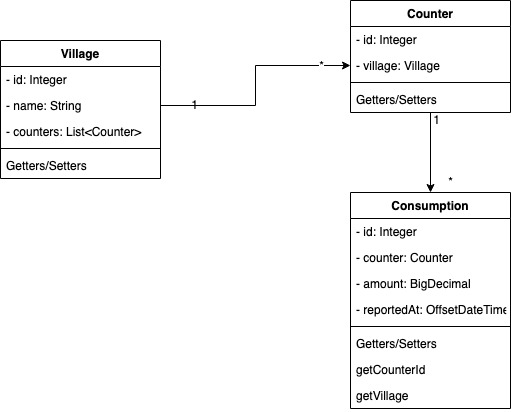 Village
- id: Integer
- name: String
- counters: List<Counter>
Getters/Setters
1
*
Counter
- id: Integer
- village: Village
Getters/Setters
1
*
Consumption
- id: Integer
- counter: Counter
- amount: BigDecimal
- reportedAt: OffsetDateTime
Getters/Setters
getCounterId
getVillage